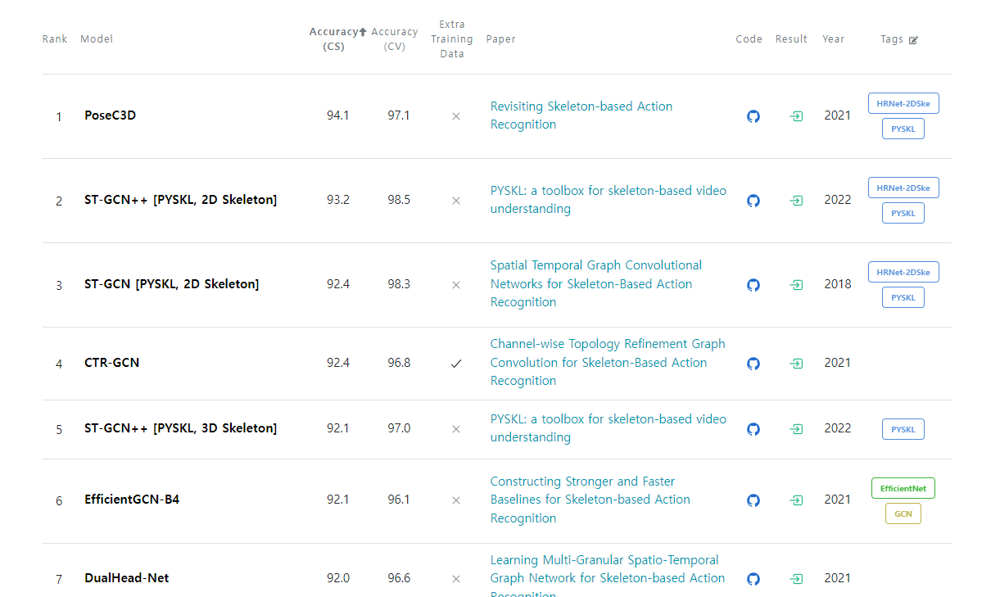 Rank Model Accuracy (CS) Accuracy (CV) Extra Training Data Paper Code Result Year Tags
1 PoseC3D 94.1 97.1 Revisiting Skeleton-based Action 2021 HRNet-2DSke
Recognition PYSKL
2 ST-GCN++ [PYSKL, 2D Skeleton] 93.2 98.5 PYSKL: a toolbox for skeleton-based video 2022 HRNet-2DSke
understanding PYSKL
3 ST-GCN [PYSKL, 2D Skeleton] 92.4 98.3 Spatial Temporal Graph Convolutional 2018 HRNet-2DSke
Networks for Skeleton-Based Action PYSKL
Recognition
4 CTR-GCN 92.4 96.8 Channel-wise Topology Refinement Graph 2021
Convolution for Skeleton-Based Action
Recognition
5 ST-GCN++ [PYSKL, 3D Skeleton] 92.1 97.0 PYSKL: a toolbox for skeleton-based video 2022 PYSKL
understanding
6 EfficientGCN-B4 92.1 96.1 Constructing Stronger and Faster 2021 EfficientNet
Baselines for Skeleton-based Action GCN
Recognition
7 DualHead-Net 92.0 96.6 Learning Multi-Granular Spatio-Temporal 2021
Graph Network for Skeleton-based Action
Recognition